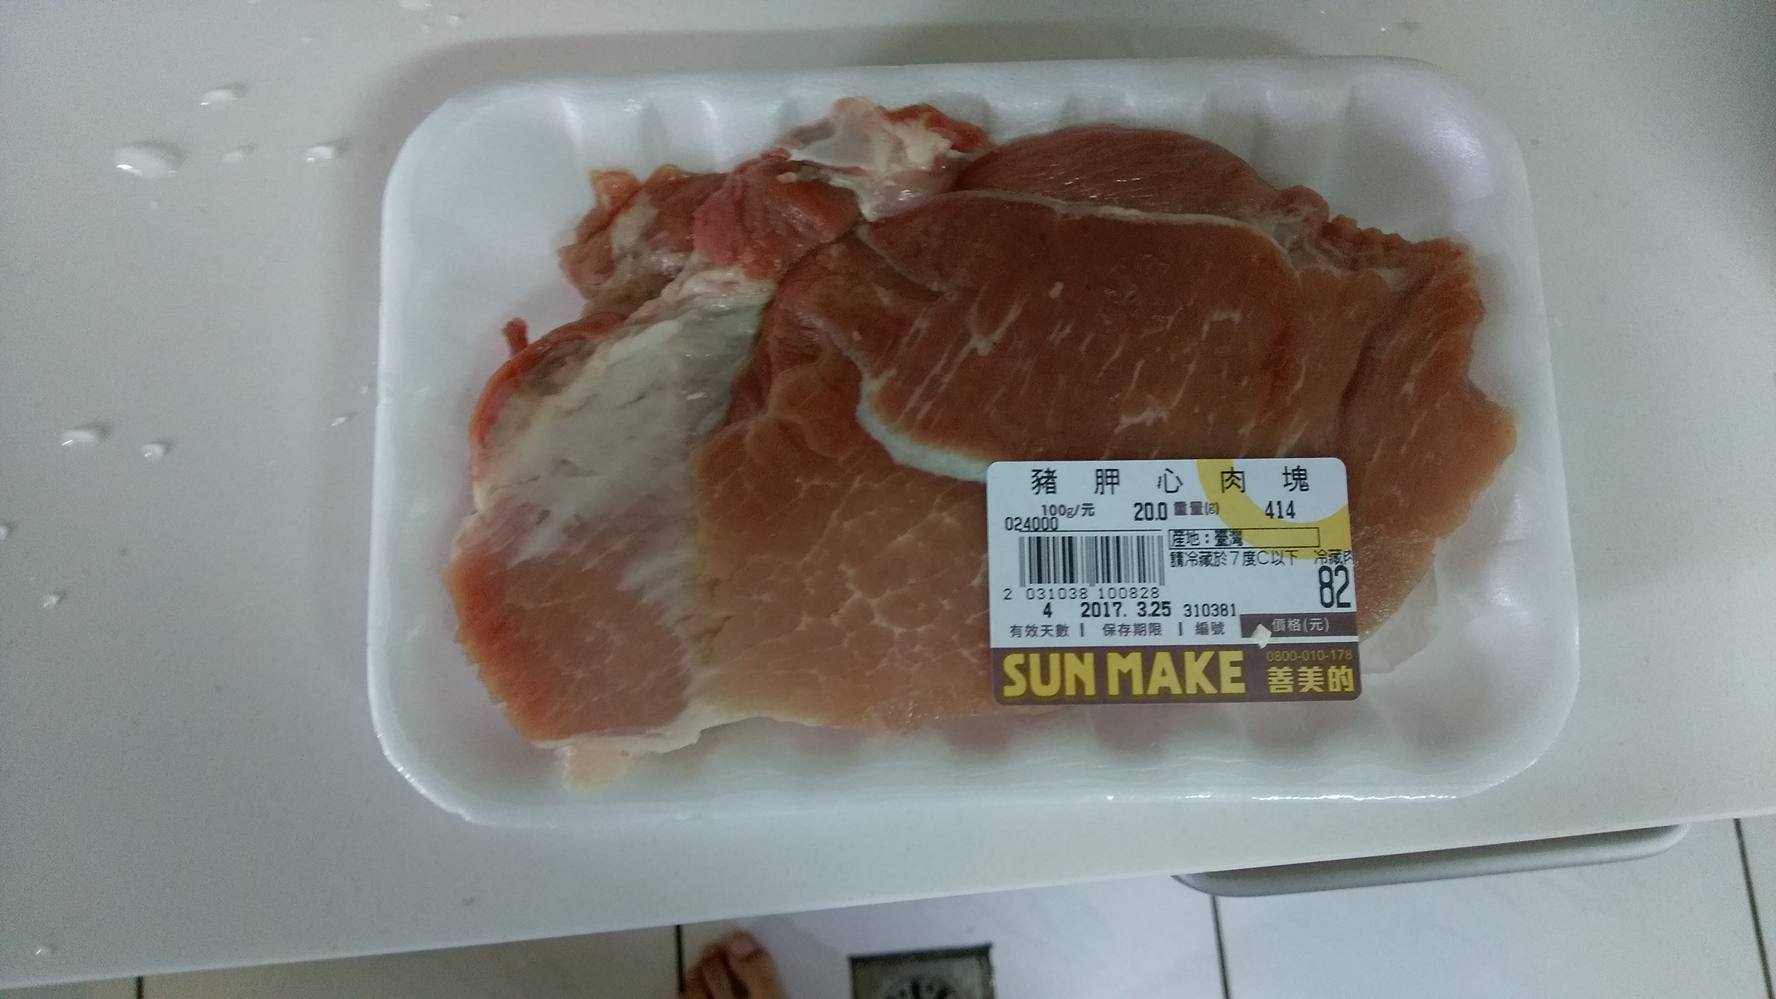 豬胛心肉塊
100g/元 20.0 重量(g) 414
024000
產地：臺灣
請冷藏於7度C以下 冷藏肉
82
2 031038 100828
4 2017. 3.25 310381
有效天數 保存期限 編號 價格(元)
SUN MAKE 0800-010-178
善美的